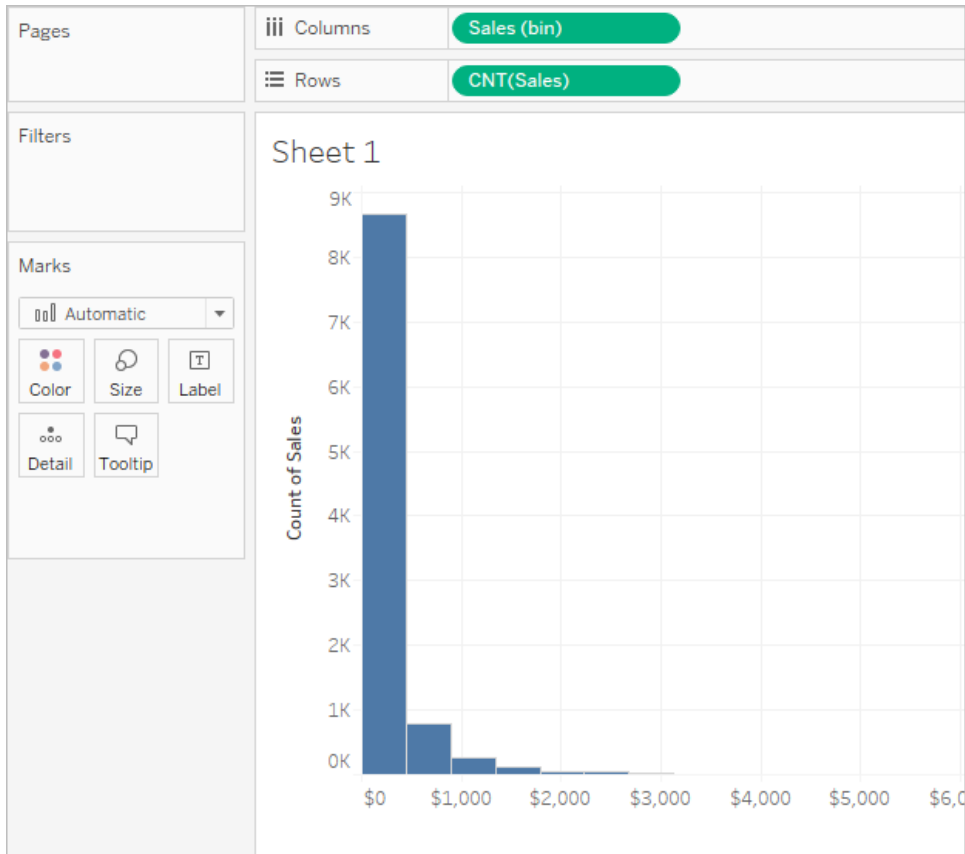 Pages
Columns
Sales (bin)
Rows
CNT(Sales)
Filters
Marks
Automatic
Color
Size
T
Label
Detail
Tooltip
Sheet 1
Count of Sales
9K
8K
7K
6K
5K
4K
3K
2K
1K
0K
$0 $1,000 $2,000 $3,000 $4,000 $5,000 $6,0